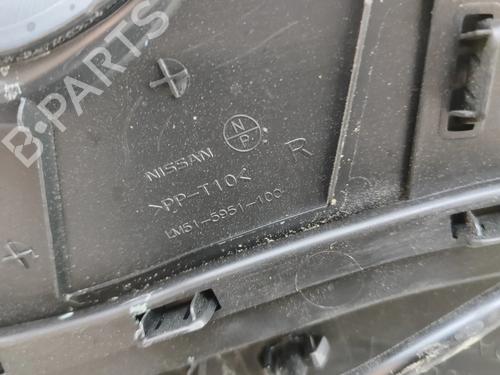 B-PARTS
N
P
NISSAN
R
>PP-T10<
LM51-5951-100